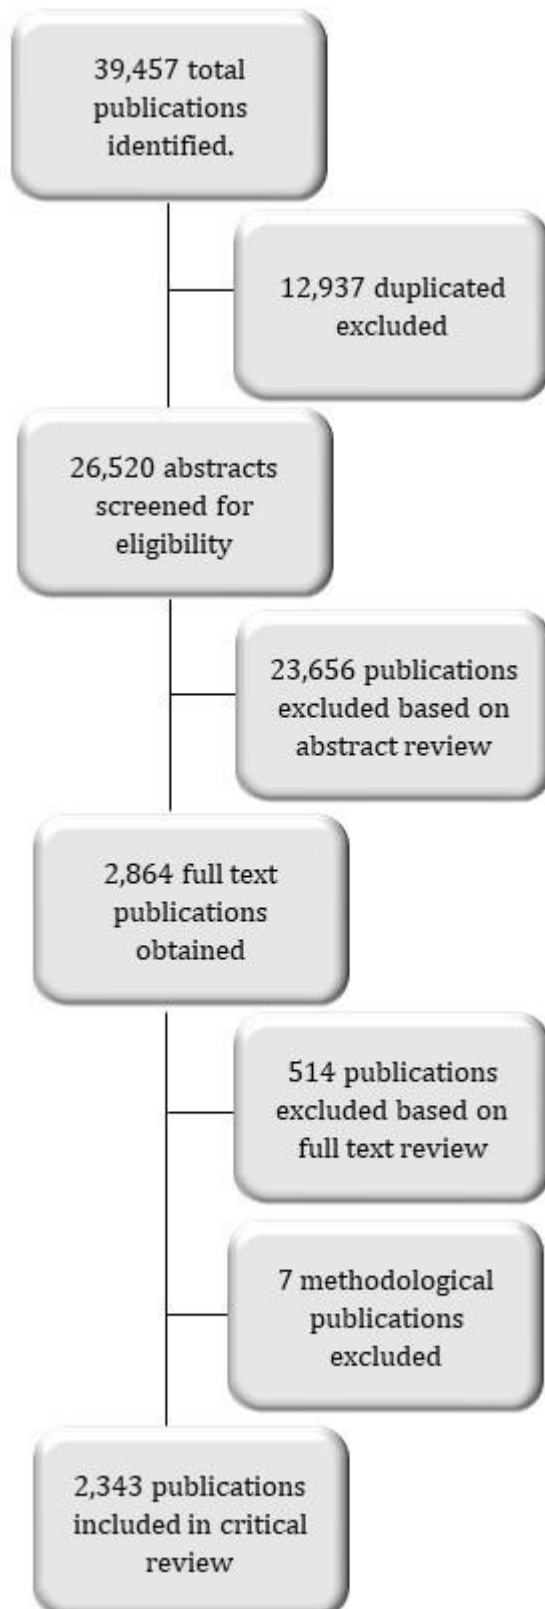 39,457 total
publications
identified.
12,937 duplicated
excluded
26,520 abstracts
screened for
eligibility
23,656 publications
excluded based on
abstract review
2,864 full text
publications
obtained
514 publications
excluded based on
full text review
7 methodological
publications
excluded
2,343 publications
included in critical
review